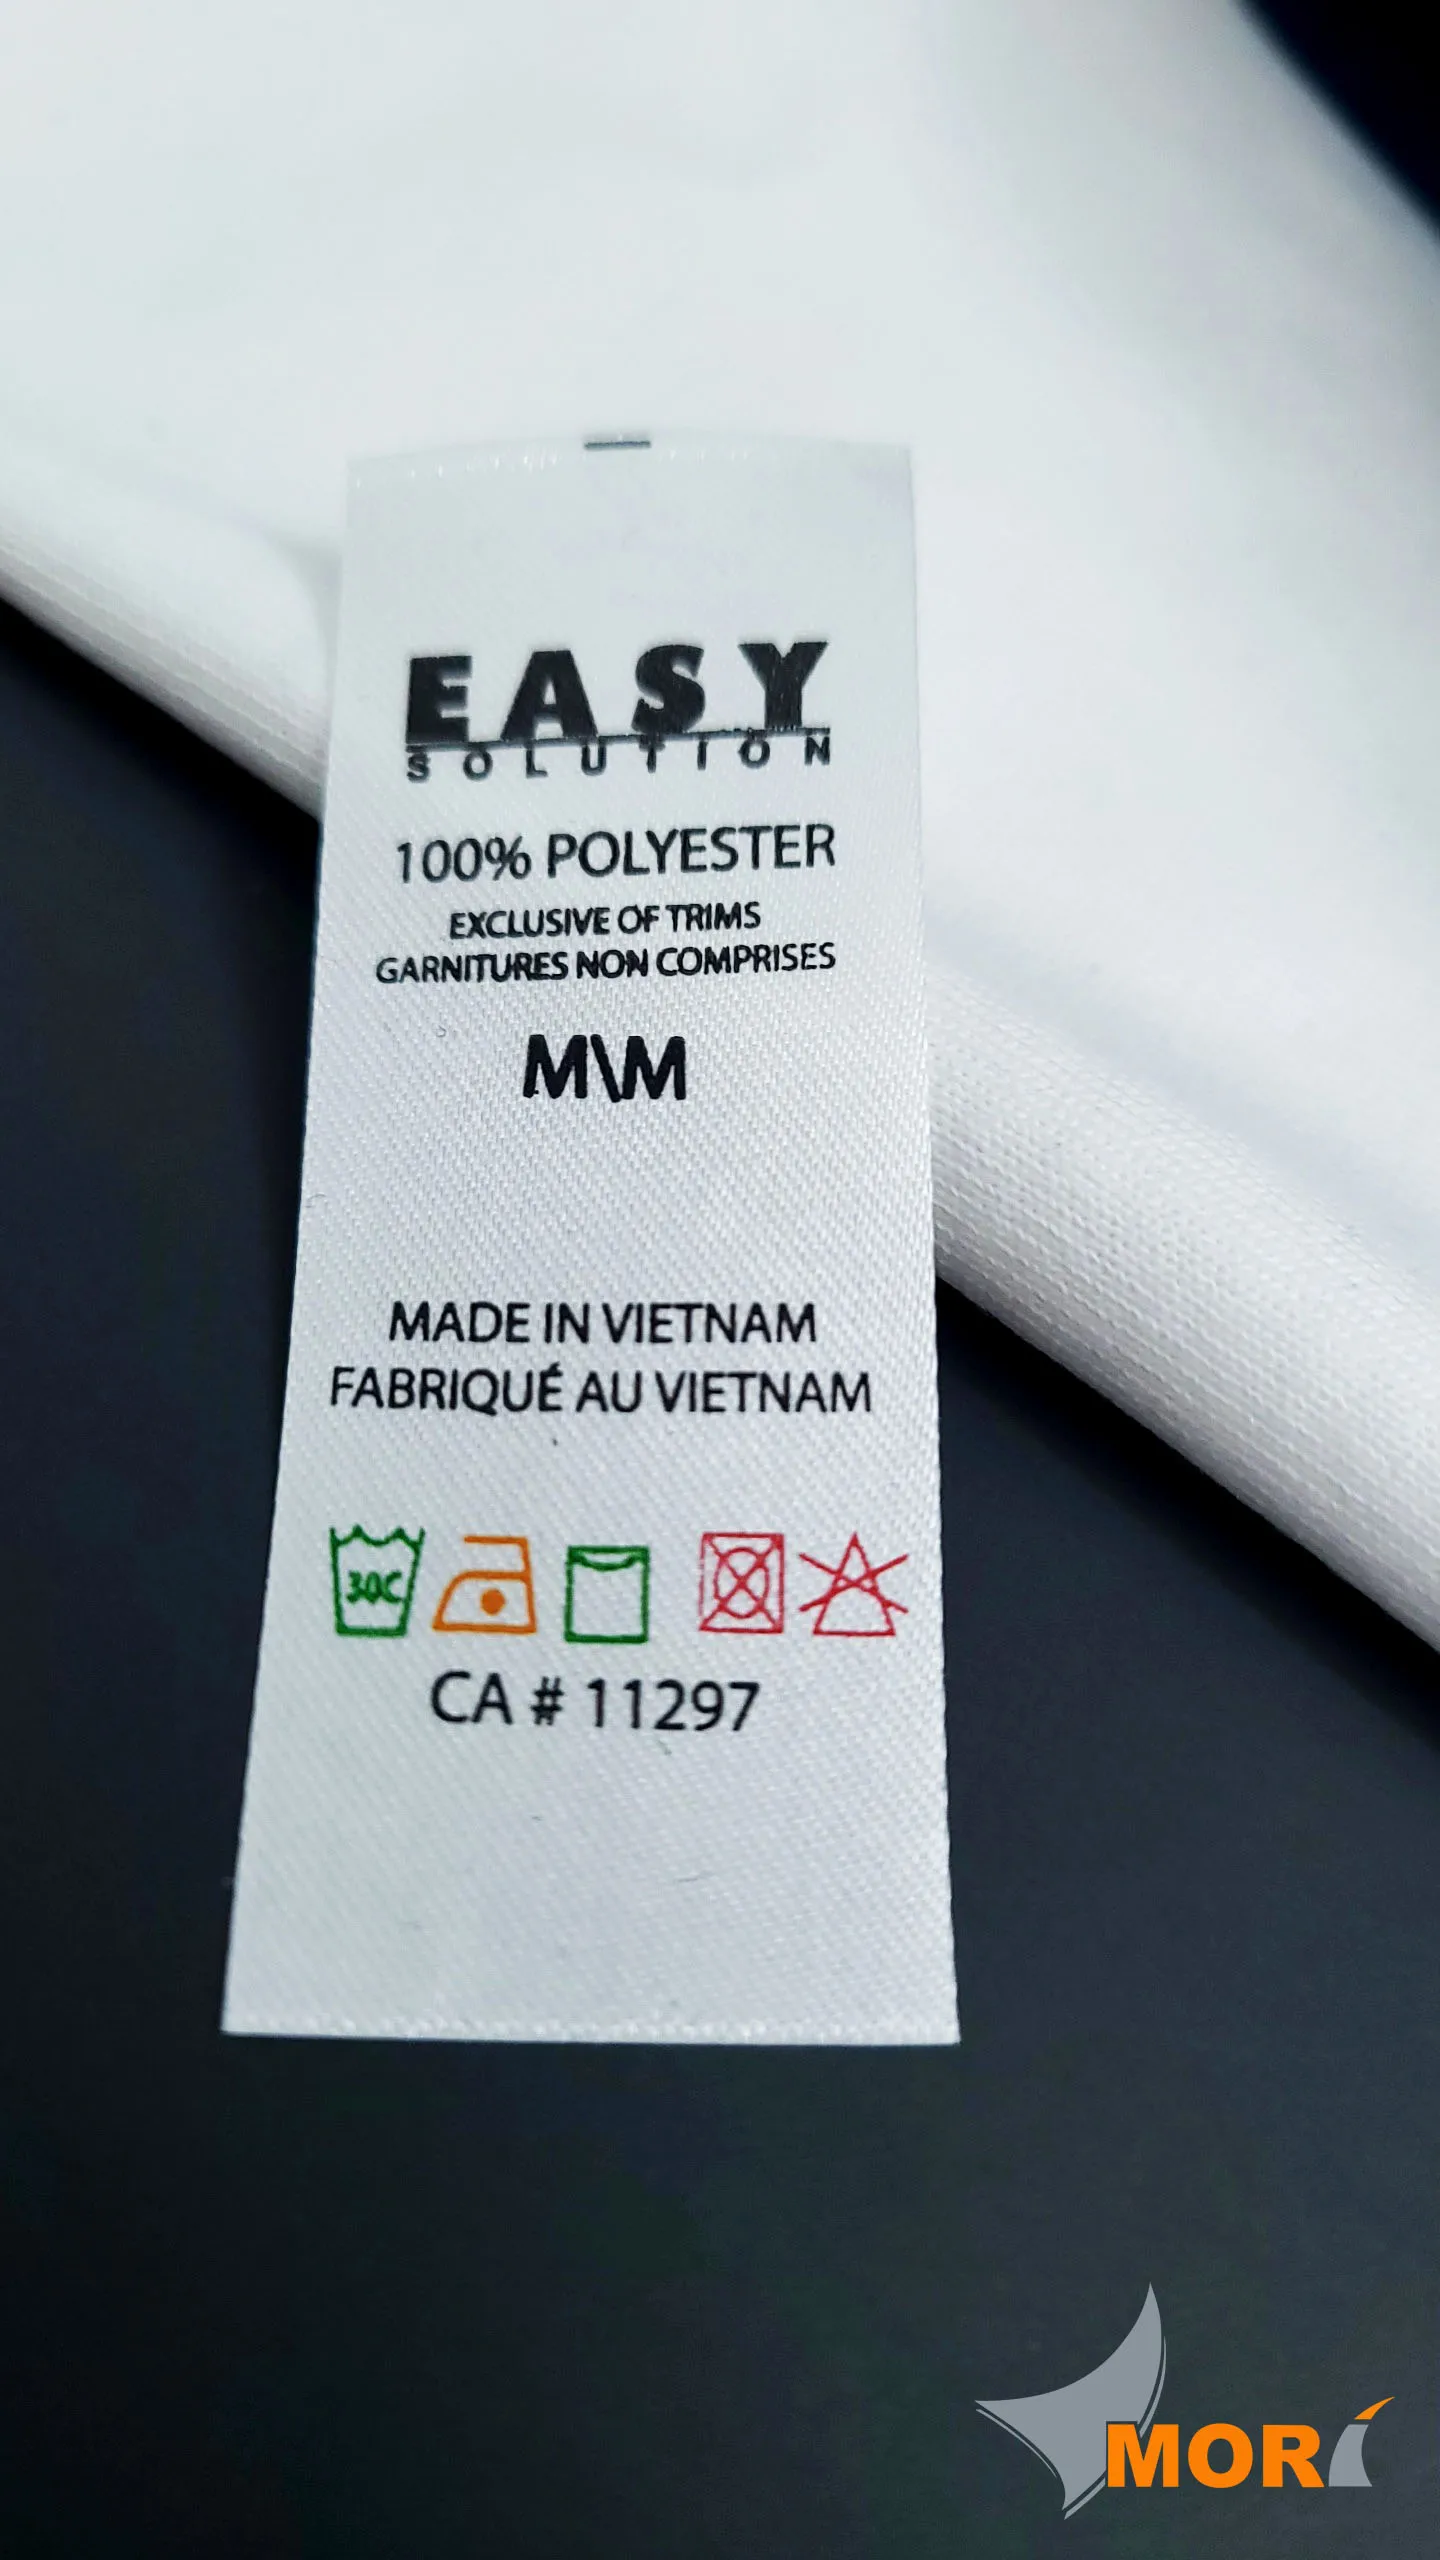 EASY
SOLUTION
100% POLYESTER
EXCLUSIVE OF TRIMS
GARNITURES NON COMPRISES
M\M
MADE IN VIETNAM
FABRIQUÉ AU VIETNAM
30C
CA # 11297
MORI